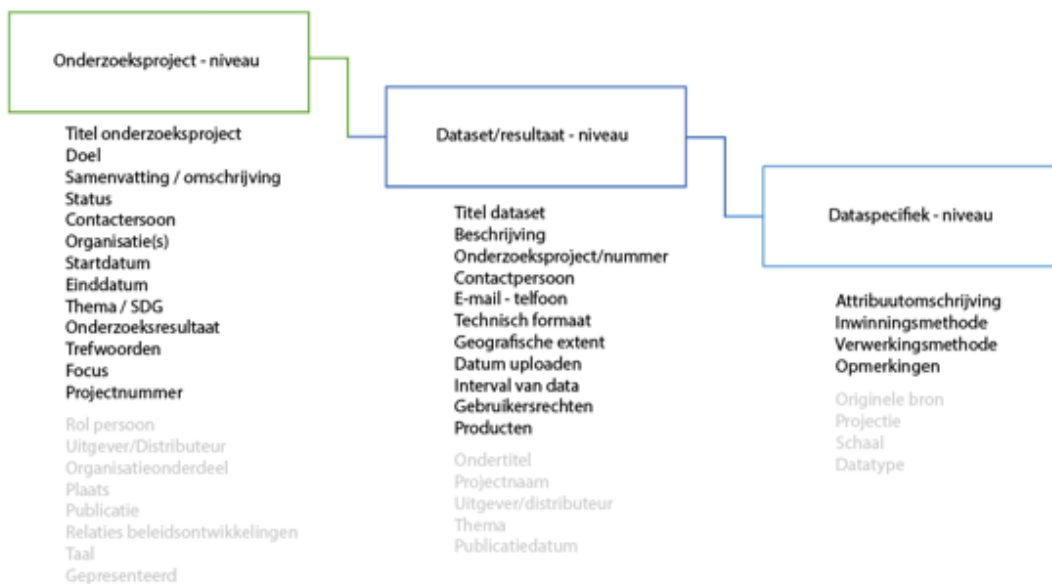 Onderzoeksproject - niveau
Titel onderzoeksproject
Doel
Samenvatting / omschrijving
Status
Contactersoon
Organisatie(s)
Startdatum
Einddatum
Thema / SDG
Onderzoeksresultaat
Trefwoorden
Focus
Projectnummer
Rol persoon
Uitgever/Distributeur
Organisatieonderdeel
Plaats
Publicatie
Relaties beleidsontwikkelingen
Taal
Gepresenteerd
Dataset/resultaat - niveau
Titel dataset
Beschrijving
Onderzoeksproject/nummer
Contactpersoon
E-mail - telfoon
Technisch formaat
Geografische extent
Datum uploaden
Interval van data
Gebruikersrechten
Producten
Ondertitel
Projectnaam
Uitgever/distributeur
Thema
Publicatiedatum
Dataspecifiek - niveau
Attribuutomschrijving
Inwinningsmethode
Verwerkingsmethode
Opmerkingen
Originele bron
Projectie
Schaal
Datatype